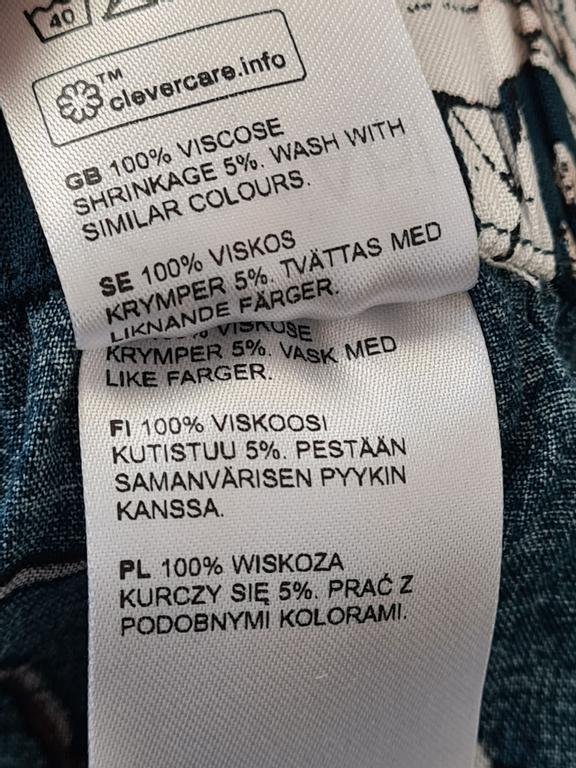 40
TM
clevercare.info
GB 100% VISCOSE
SHRINKAGE 5%. WASH WITH
SIMILAR COLOURS.
SE 100% VISKOS
KRYMPER 5%. TVÄTTAS MED
LIKNANDE FÄRGER.
% VISKOSE
KRYMPER 5%. VASK MED
LIKE FARGER.
FI 100% VISKOOSI
KUTISTUU 5%. PESTÄÄN
SAMANVÄRISEN PYYKIN
KANSSA.
PL 100% WISKOZA
KURCZY SIĘ 5%. PRAĆ Z
PODOBNYMI KOLORAMI.